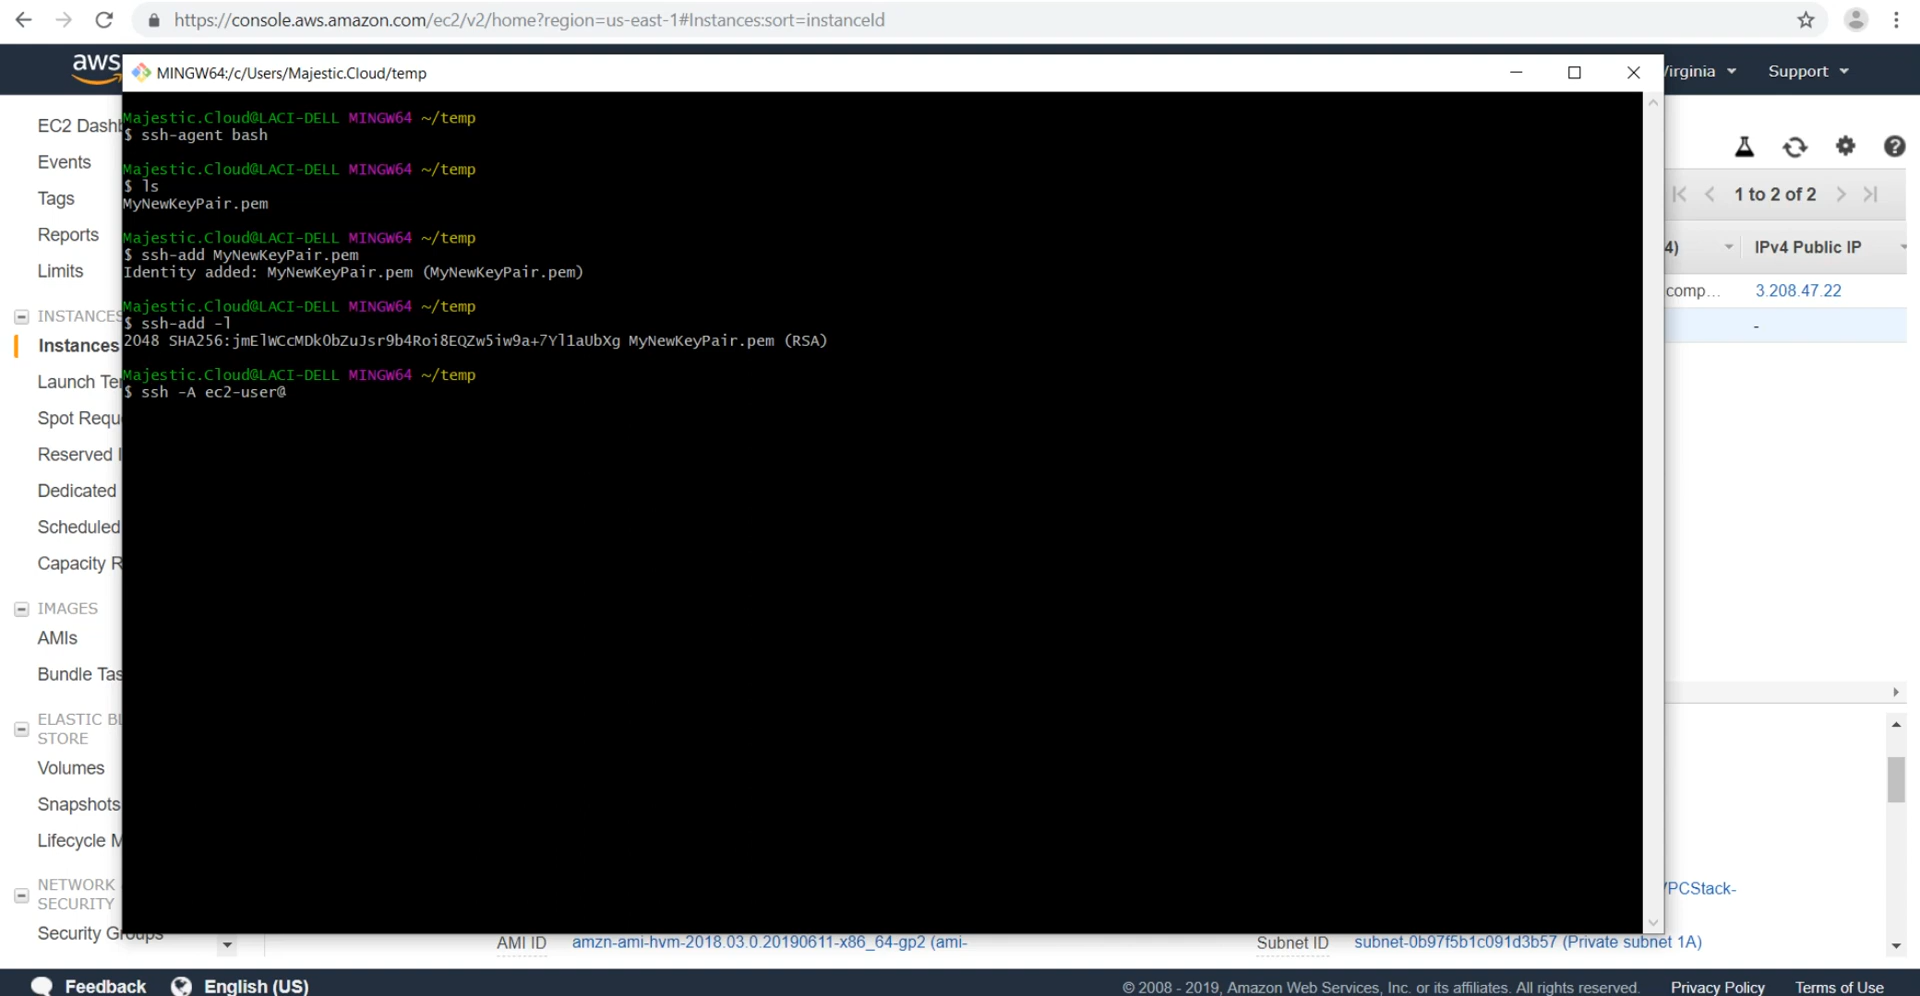 https://console.aws.amazon.com/ec2/v2/home?region=us-east-1#Instances:sort=instanceId
aws
MINGW64:/c/Users/Majestic.Cloud/temp
Virginia
Support
EC2 Dashb
Events
Tags
Reports
Limits
INSTANCES
Instances
Launch Te
Spot Requ
Reserved I
Dedicated
Scheduled
Capacity R
IMAGES
AMIs
Bundle Tas
ELASTIC BL
STORE
Volumes
Snapshots
Lifecycle M
NETWORK
SECURITY
Security Groups
Majestic.Cloud@LACI-DELL MINGW64 ~/temp
$ ssh-agent bash
Majestic.Cloud@LACI-DELL MINGW64 ~/temp
$ ls
MyNewKeyPair.pem
Majestic.Cloud@LACI-DELL MINGW64 ~/temp
$ ssh-add MyNewKeyPair.pem
Identity added: MyNewKeyPair.pem (MyNewKeyPair.pem)
Majestic.Cloud@LACI-DELL MINGW64 ~/temp
$ ssh-add -l
2048 SHA256:jmElWCcMDkObZuJsr9b4Roi8EQZw5iw9a+7Yl1aUbXg MyNewKeyPair.pem (RSA)
Majestic.Cloud@LACI-DELL MINGW64 ~/temp
$ ssh -A ec2-user@
1 to 2 of 2
4)
IPv4 Public IP
comp...
3.208.47.22
-
/PCStack-
AMI ID
amzn-ami-hvm-2018.03.0.20190611-x86_64-gp2 (ami-
Subnet ID
subnet-0b97f5b1c091d3b57 (Private subnet 1A)
Feedback
English (US)
© 2008 - 2019, Amazon Web Services, Inc. or its affiliates. All rights reserved.
Privacy Policy
Terms of Use